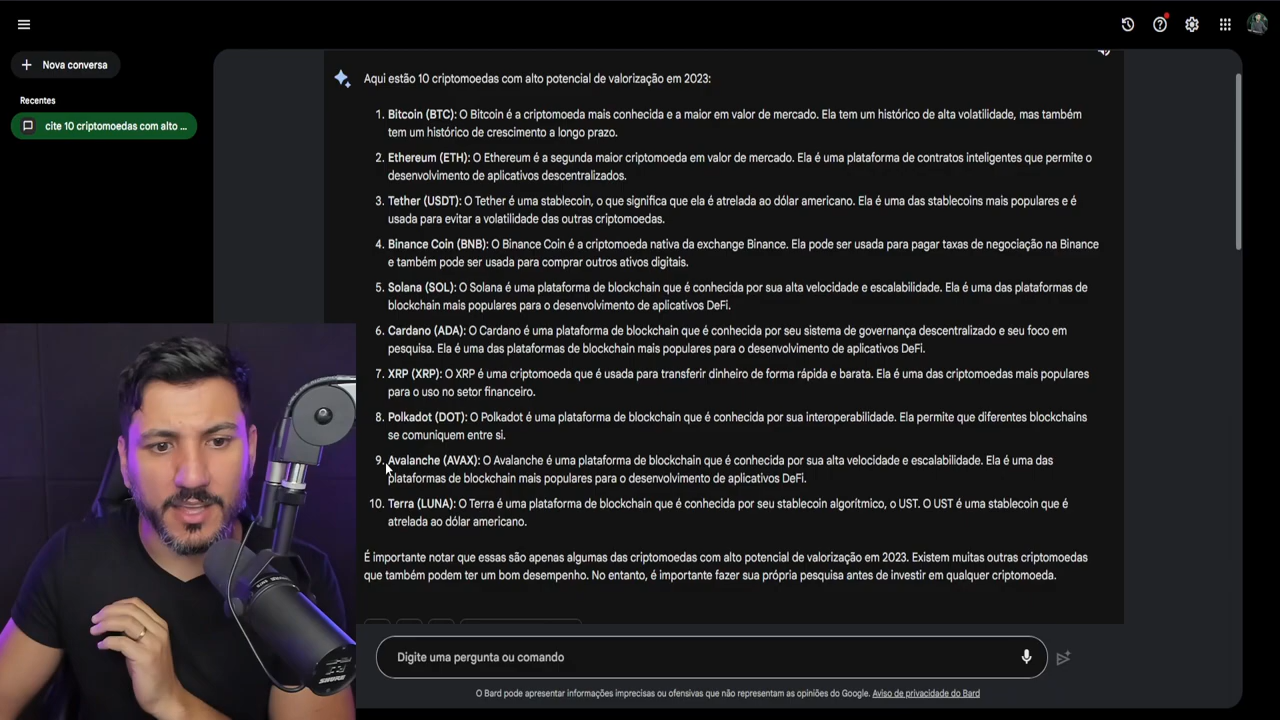 Nova conversa
Recentes
cite 10 criptomoedas com alto ...
Aqui estão 10 criptomoedas com alto potencial de valorização em 2023:
1. Bitcoin (BTC): O Bitcoin é a criptomoeda mais conhecida e a maior em valor de mercado. Ela tem um histórico de alta volatilidade, mas também
tem um histórico de crescimento a longo prazo.
2. Ethereum (ETH): O Ethereum é a segunda maior criptomoeda em valor de mercado. Ela é uma plataforma de contratos inteligentes que permite o
desenvolvimento de aplicativos descentralizados.
3. Tether (USDT): O Tether é uma stablecoin, o que significa que ela é atrelada ao dólar americano. Ela é uma das stablecoins mais populares e é
usada para evitar a volatilidade das outras criptomoedas.
4. Binance Coin (BNB): O Binance Coin é a criptomoeda nativa da exchange Binance. Ela pode ser usada para pagar taxas de negociação na Binance
e também pode ser usada para comprar outros ativos digitais.
5. Solana (SOL): O Solana é uma plataforma de blockchain que é conhecida por sua alta velocidade e escalabilidade. Ela é uma das plataformas de
blockchain mais populares para o desenvolvimento de aplicativos DeFi.
6. Cardano (ADA): O Cardano é uma plataforma de blockchain que é conhecida por seu sistema de governança descentralizado e seu foco em
pesquisa. Ela é uma das plataformas de blockchain mais populares para o desenvolvimento de aplicativos DeFi.
7. XRP (XRP): O XRP é uma criptomoeda que é usada para transferir dinheiro de forma rápida e barata. Ela é uma das criptomoedas mais populares
para o uso no setor financeiro.
8. Polkadot (DOT): O Polkadot é uma plataforma de blockchain que é conhecida por sua interoperabilidade. Ela permite que diferentes blockchains
se comuniquem entre si.
9. Avalanche (AVAX): O Avalanche é uma plataforma de blockchain que é conhecida por sua alta velocidade e escalabilidade. Ela é uma das
plataformas de blockchain mais populares para o desenvolvimento de aplicativos DeFi.
10. Terra (LUNA): O Terra é uma plataforma de blockchain que é conhecida por seu stablecoin algorítmico, o UST. O UST é uma stablecoin que é
atrelada ao dólar americano.
É importante notar que essas são apenas algumas das criptomoedas com alto potencial de valorização em 2023. Existem muitas outras criptomoedas
que também podem ter um bom desempenho. No entanto, é importante fazer sua própria pesquisa antes de investir em qualquer criptomoeda.
Digite uma pergunta ou comando
O Bard pode apresentar informações imprecisas ou ofensivas que não representam as opiniões do Google. Aviso de privacidade do Bard
SHURE